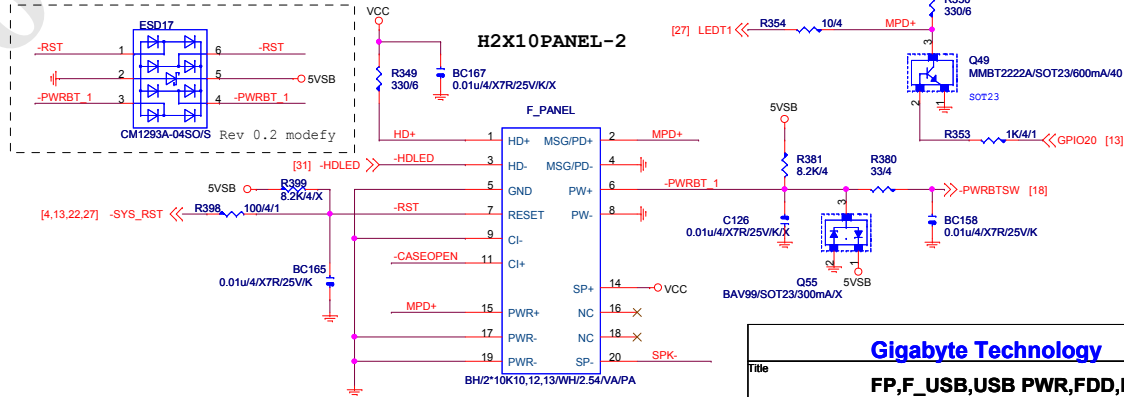 ESD17
-RST
1
6
-RST
2
5
5VSB
-PWRBT_1
3
4
-PWRBT_1
CM1293A-04SO/S
Rev 0.2 modefy
VCC
R349
330/6
BC167
0.01u/4/X7R/25V/K/X
H2X10PANEL-2
F_PANEL
HD+
1
HD+
MSG/PD+
2
MPD+
[31]
-HDLED
-HDLED
3
HD-
MSG/PD-
4
5
GND
PW+
6
-PWRBT_1
-RST
7
RESET
PW-
8
9
CI-
-CASEOPEN
11
CI+
SP+
14
VCC
MPD+
15
PWR+
NC
16
17
PWR-
NC
18
19
PWR-
SP-
20
SPK-
BH/2*10K10,12,13/WH/2.54/VA/PA
5VSB
R399
8.2K/4/X
[4,13,22,27]
-SYS_RST
R398
100/4/1
BC165
0.01u/4/X7R/25V/K
330/6
[27]
LEDT1
R354
10/4
MPD+
3
Q49
MMBT2222A/SOT23/600mA/40
SOT23
2
1
R353
1K/4/1
GPIO20
[13]
5VSB
R381
8.2K/4
R380
33/4
-PWRBTSW
[18]
C126
0.01u/4/X7R/25V/K/X
3
2
1
5VSB
Q55
BAV99/SOT23/300mA/X
BC158
0.01u/4/X7R/25V/K
Gigabyte Technology
Title
FP,F_USB,USB PWR,FDD,